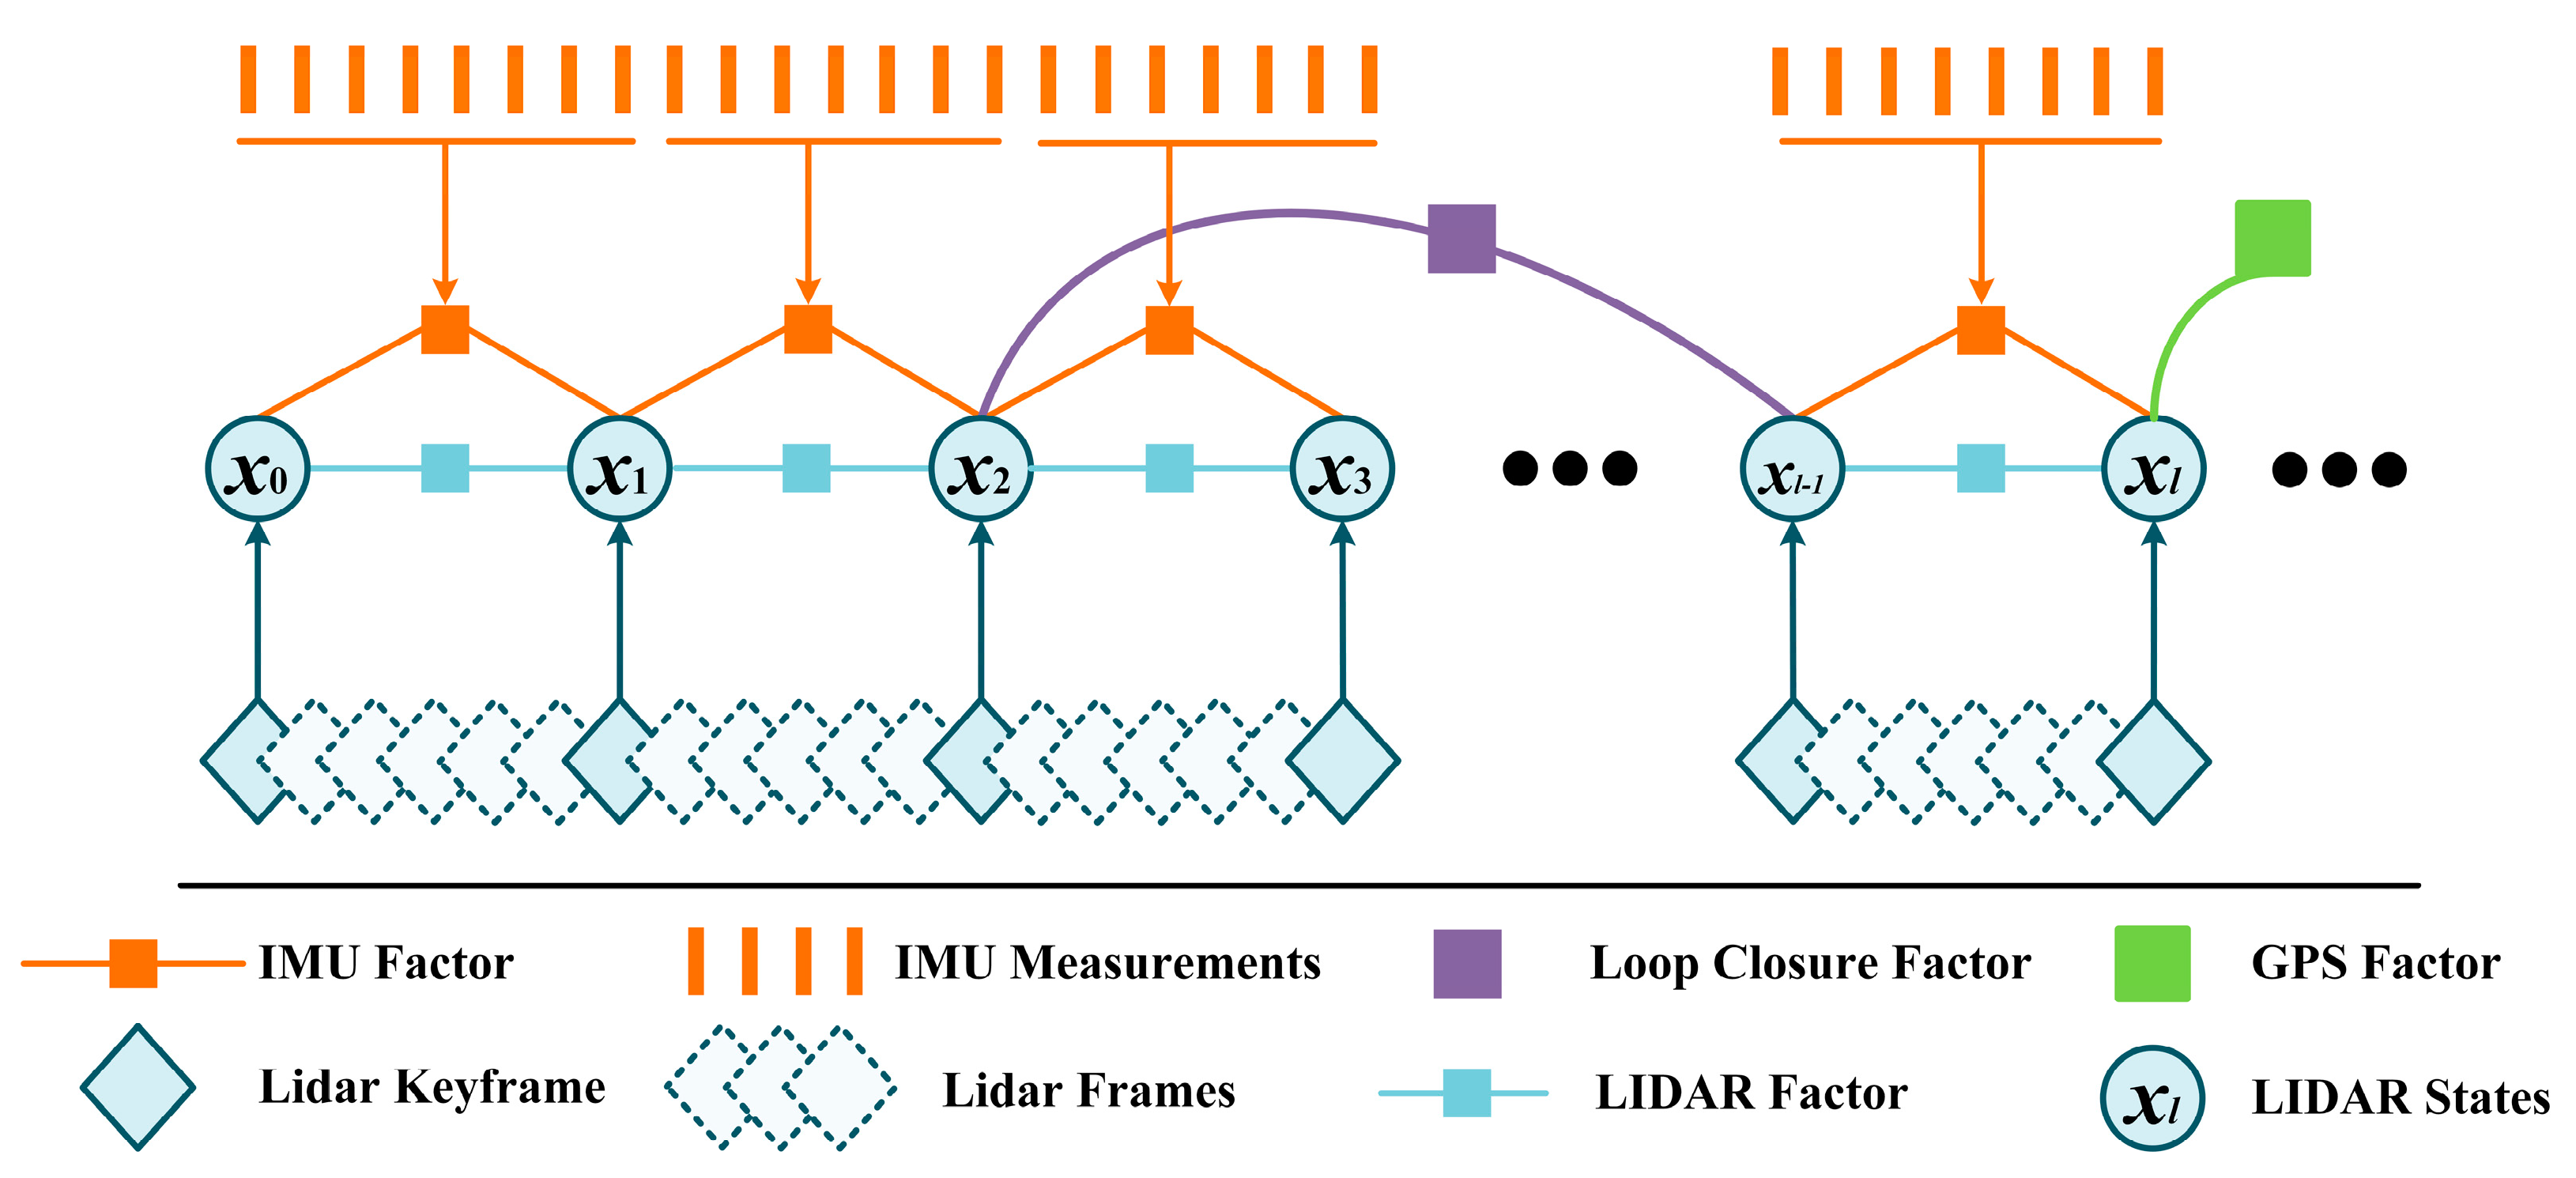 x0 x1 x2 x3 xl-1 xl
IMU Factor IMU Measurements Loop Closure Factor GPS Factor
Lidar Keyframe Lidar Frames LIDAR Factor xl LIDAR States